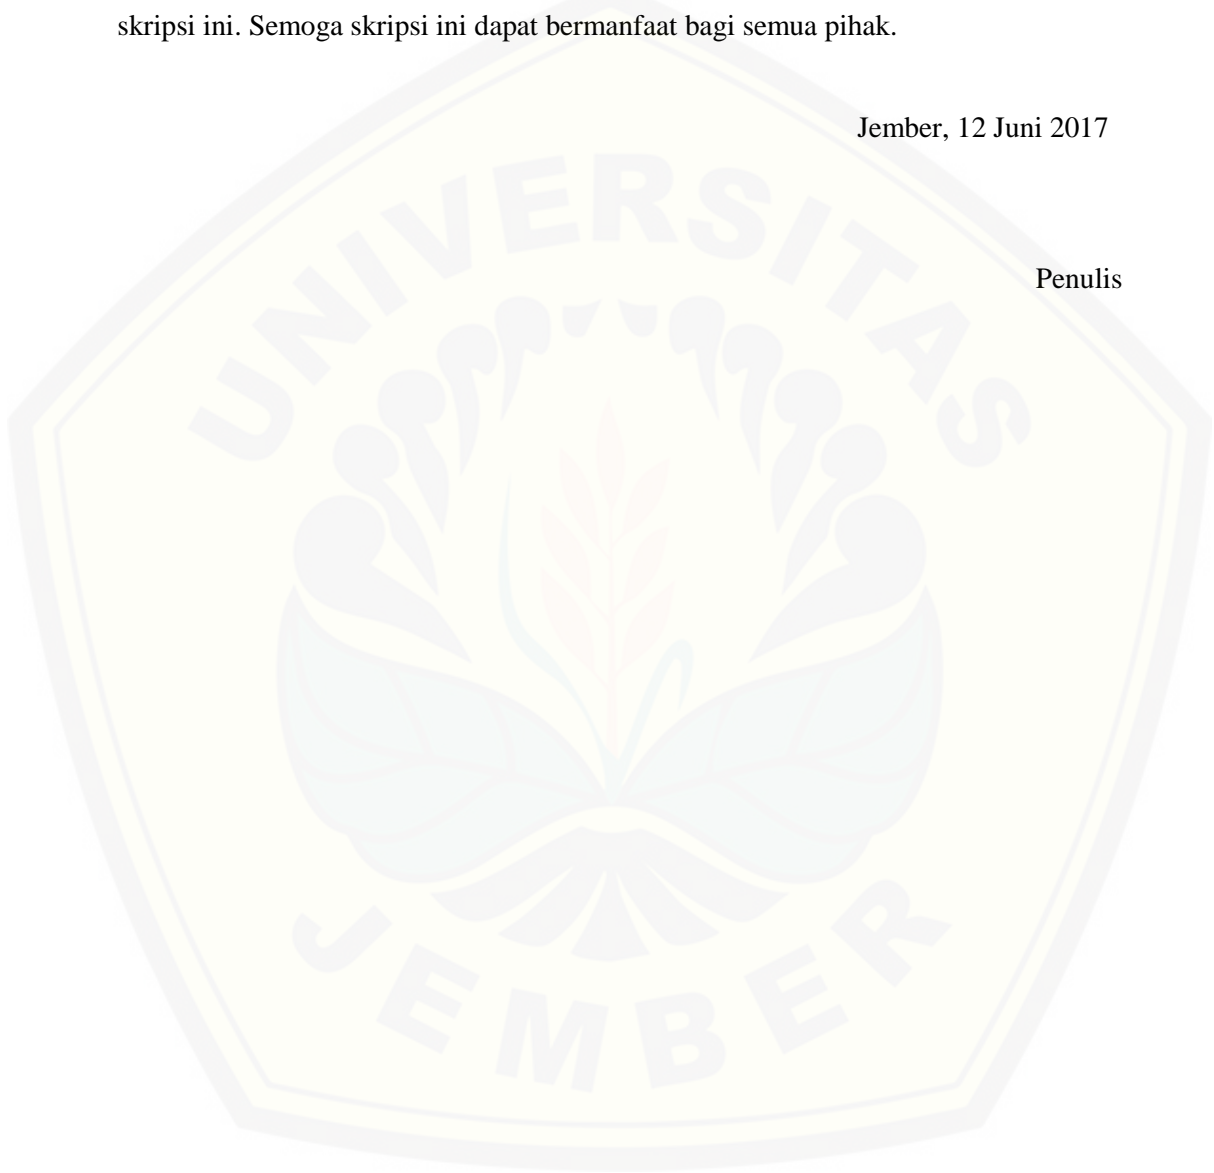 skripsi ini. Semoga skripsi ini dapat bermanfaat bagi semua pihak.
Jember, 12 Juni 2017
UNIVERSITAS
Penulis
JEMBER